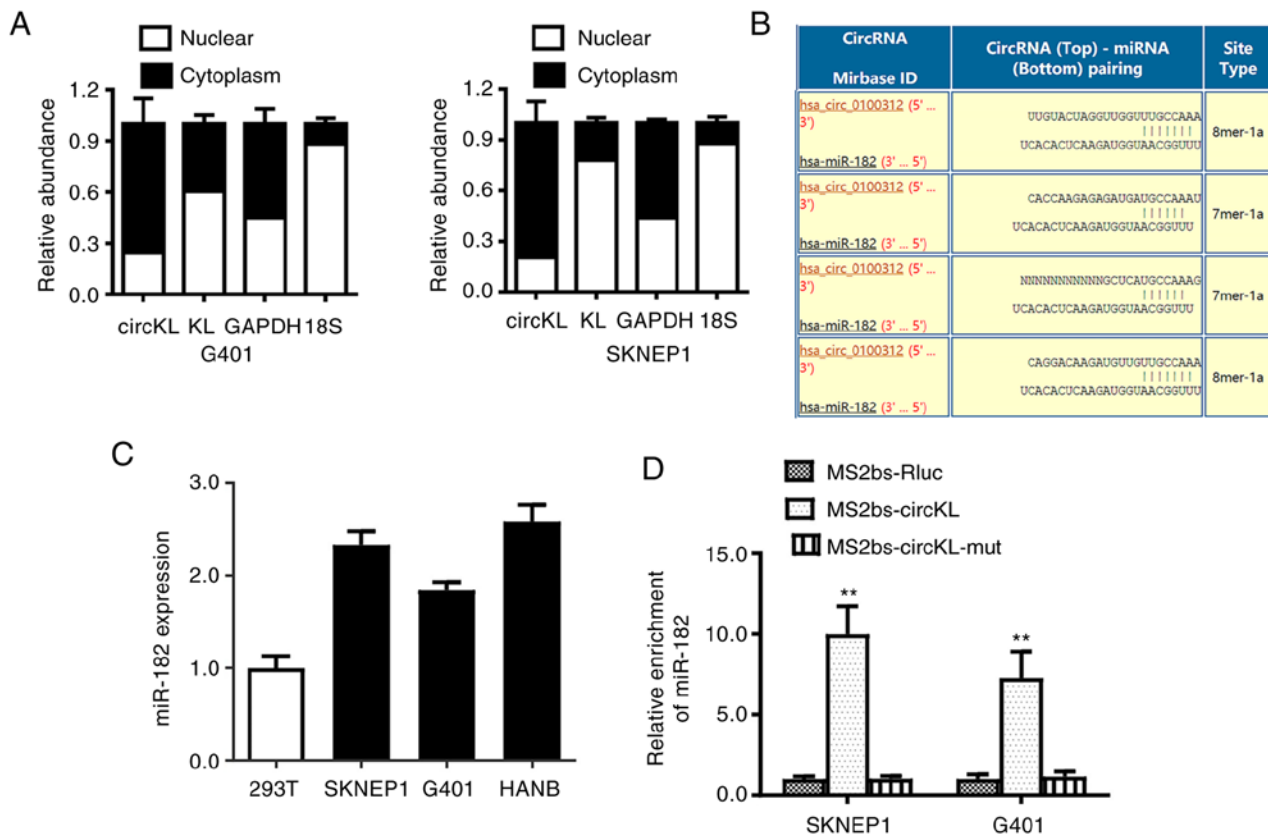 A
Nuclear
Cytoplasm
Relative abundance
1.2
0.9
0.6
0.3
0.0
circKL KL GAPDH 18S
G401
Nuclear
Cytoplasm
Relative abundance
1.2
0.9
0.6
0.3
0.0
circKL KL GAPDH 18S
SKNEP1
B
CircRNA
Mirbase ID
CircRNA (Top) - miRNA
(Bottom) pairing
Site
Type
hsa_circ_0100312 (5' ...
3')
hsa-miR-182 (3' ... 5')
UUGUACUAGGUUGGUUUGCCAAA
UCACACUCAAGAUGGUAACGGUUU
8mer-1a
hsa_circ_0100312 (5' ...
3')
hsa-miR-182 (3' ... 5')
CACCAAGAGAGAUGAUGCCAAAU
UCACACUCAAGAUGGUAACGGUUU
7mer-1a
hsa_circ_0100312 (5' ...
3')
hsa-miR-182 (3' ... 5')
NNNNNNNNNNNGCUCAUGCCAAAG
UCACACUCAAGAUGGUAACGGUUU
7mer-1a
hsa_circ_0100312 (5' ...
3')
hsa-miR-182 (3' ... 5')
CAGGACAAGAUGUUGUUGCCAAA
UCACACUCAAGAUGGUAACGGUUU
8mer-1a
C
miR-182 expression
3.0
2.0
1.0
0.0
293T SKNEP1 G401 HANB
D
MS2bs-Rluc
MS2bs-circKL
MS2bs-circKL-mut
Relative enrichment
of miR-182
15.0
10.0
5.0
0.0
**
**
SKNEP1 G401